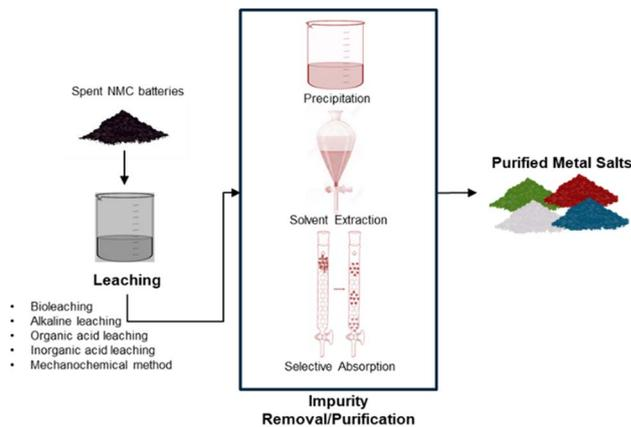 Spent NMC batteries
Leaching
• Bioleaching
• Alkaline leaching
• Organic acid leaching
• Inorganic acid leaching
• Mechanochemical method
Precipitation
Solvent Extraction
Selective Absorption
Impurity
Removal/Purification
Purified Metal Salts